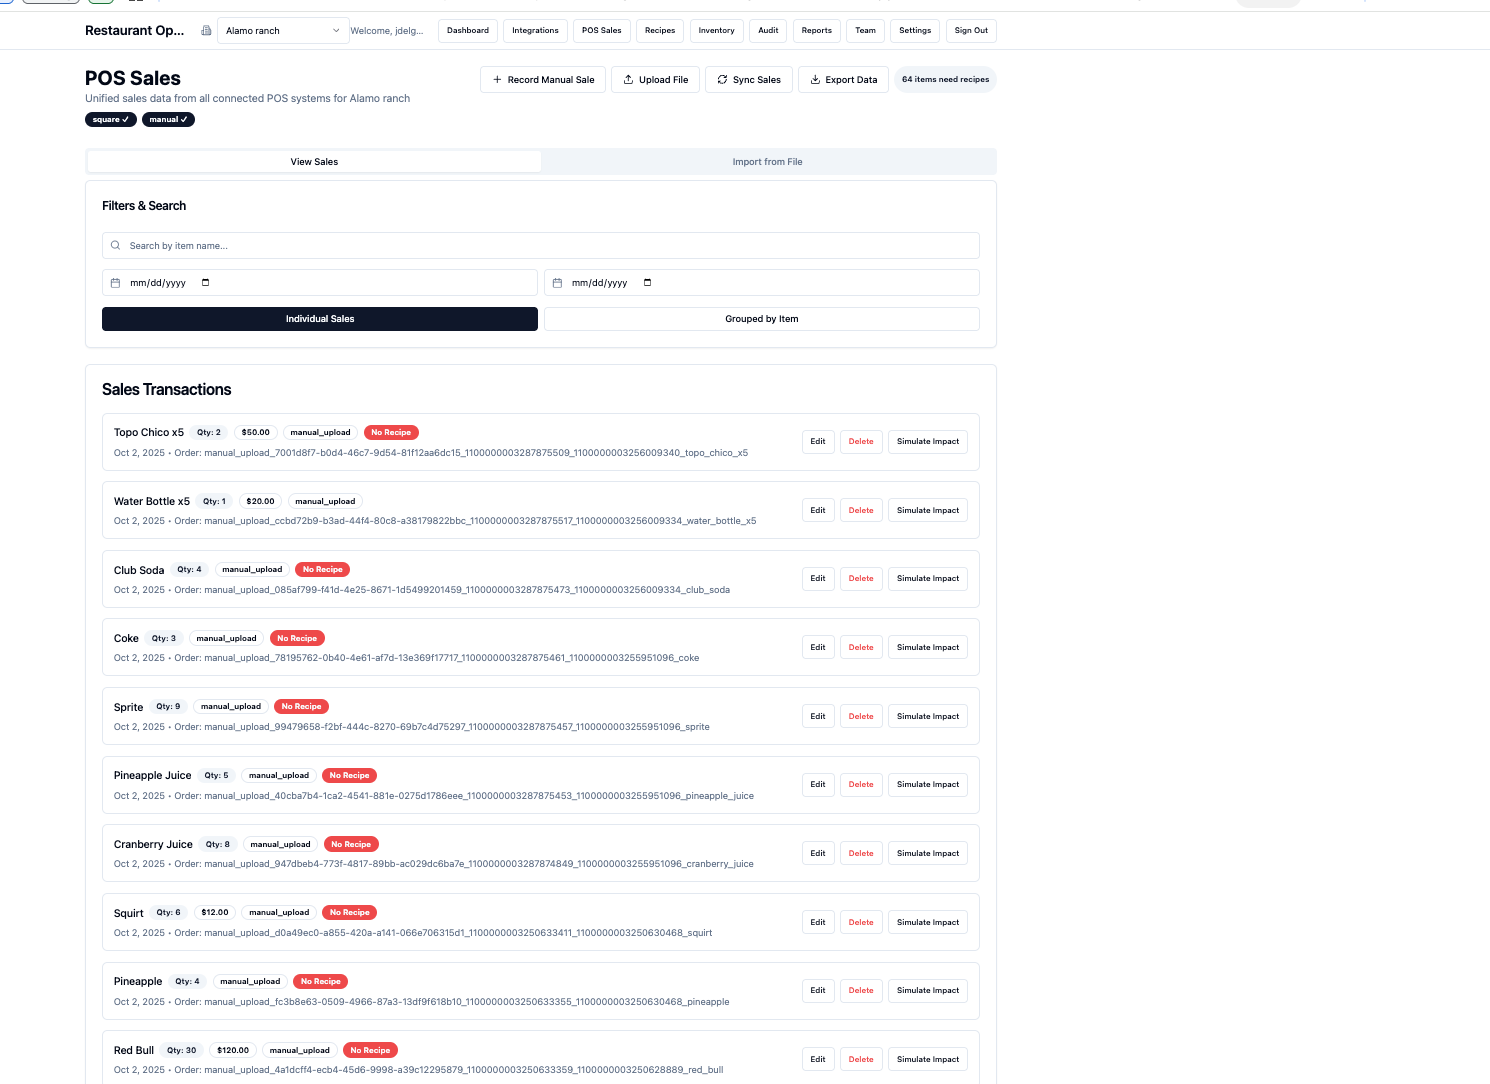 Restaurant Op... Alamo ranch Welcome, jdelg... Dashboard Integrations POS Sales Recipes Inventory Audit Reports Team Settings Sign Out
POS Sales
Unified sales data from all connected POS systems for Alamo ranch
square ✓ manual ✓
Record Manual Sale Upload File Sync Sales Export Data 64 items need recipes
View Sales Import from File
Filters & Search
Search by item name...
mm/dd/yyyy mm/dd/yyyy
Individual Sales Grouped by Item
Sales Transactions
Topo Chico x5 Qty: 2 $50.00 manual_upload No Recipe
Oct 2, 2025 • Order: manual_upload_7001d8f7-b0d4-46c7-9d54-81f12aa6dc15_1100000003287875509_1100000003256009340_topo_chico_x5
Edit Delete Simulate Impact
Water Bottle x5 Qty: 1 $20.00 manual_upload
Oct 2, 2025 • Order: manual_upload_ccbd72b9-b3ad-44f4-80c8-a38179822bbc_1100000003287875517_1100000003256009334_water_bottle_x5
Edit Delete Simulate Impact
Club Soda Qty: 4 manual_upload No Recipe
Oct 2, 2025 • Order: manual_upload_085af799-f41d-4e25-8671-1d5499201459_1100000003287875473_1100000003256009334_club_soda
Edit Delete Simulate Impact
Coke Qty: 3 manual_upload No Recipe
Oct 2, 2025 • Order: manual_upload_78195762-0b40-4e61-af7d-13e369f17717_1100000003287875461_1100000003255951096_coke
Edit Delete Simulate Impact
Sprite Qty: 9 manual_upload No Recipe
Oct 2, 2025 • Order: manual_upload_99479658-f2bf-444c-8270-69b7c4d75297_1100000003287875457_1100000003255951096_sprite
Edit Delete Simulate Impact
Pineapple Juice Qty: 5 manual_upload No Recipe
Oct 2, 2025 • Order: manual_upload_40cba7b4-1ca2-4541-881e-0275d1786eee_1100000003287875453_1100000003255951096_pineapple_juice
Edit Delete Simulate Impact
Cranberry Juice Qty: 8 manual_upload No Recipe
Oct 2, 2025 • Order: manual_upload_947dbeb4-773f-4817-89bb-ac029dc6ba7e_1100000003287874849_1100000003255951096_cranberry_juice
Edit Delete Simulate Impact
Squirt Qty: 6 $12.00 manual_upload No Recipe
Oct 2, 2025 • Order: manual_upload_d0a49ec0-a855-420a-a141-066e706315d1_1100000003250633411_1100000003250630468_squirt
Edit Delete Simulate Impact
Pineapple Qty: 4 manual_upload No Recipe
Oct 2, 2025 • Order: manual_upload_fc3b8e63-0509-4966-87a3-13df9f618b10_1100000003250633355_1100000003250630468_pineapple
Edit Delete Simulate Impact
Red Bull Qty: 30 $120.00 manual_upload No Recipe
Oct 2, 2025 • Order: manual_upload_4a1dcff4-ecb4-45d6-9998-a39c12295879_1100000003250633359_1100000003250628889_red_bull
Edit Delete Simulate Impact